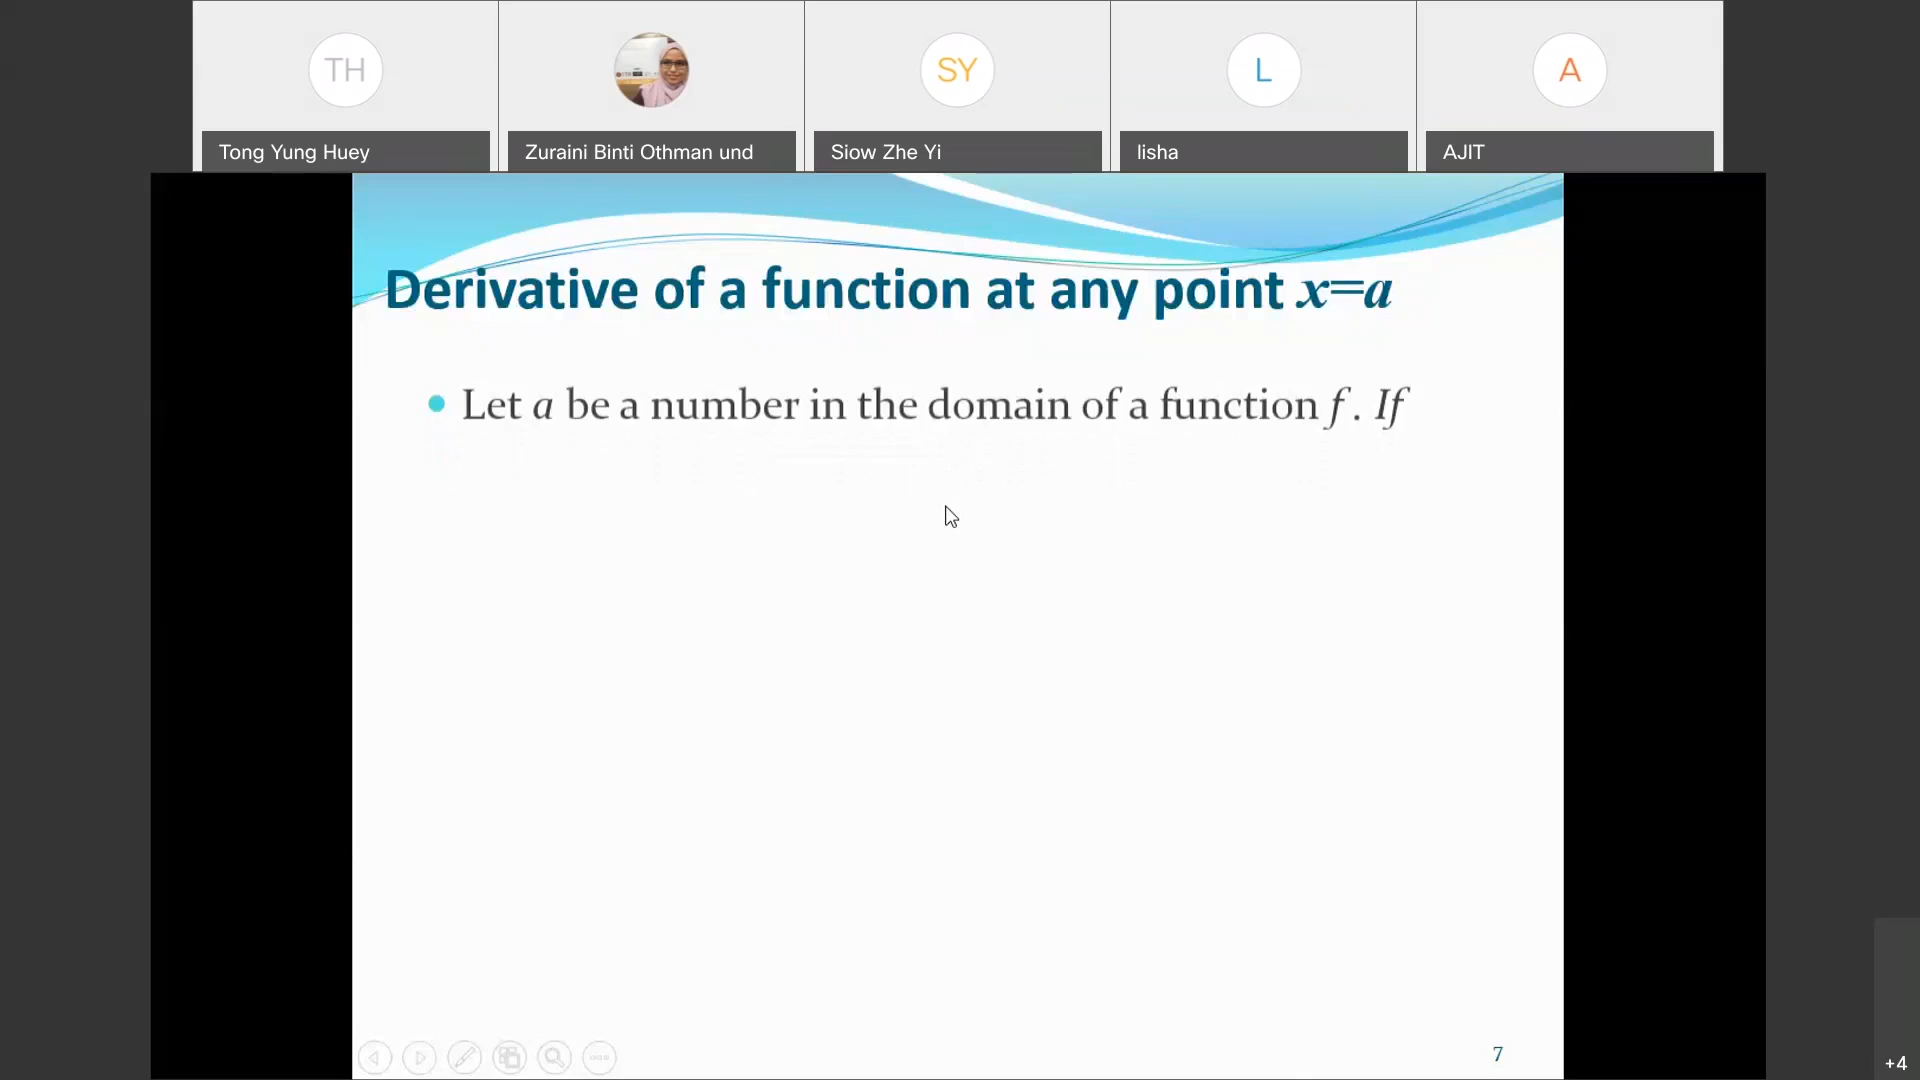 TH
SY
L
A
Tong Yung Huey
Zuraini Binti Othman und
Siow Zhe Yi
lisha
AJIT
Derivative of a function at any point x=a
Let a be a number in the domain of a function f . If
7
+4